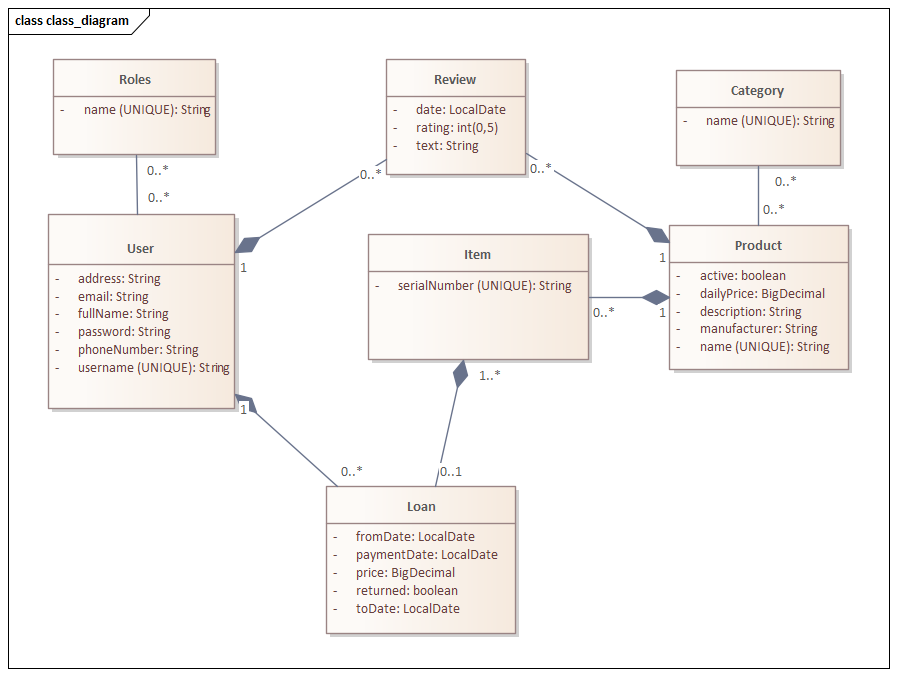 class class_diagram
Roles
- name (UNIQUE): String
0..*
0..*
Review
- date: LocalDate
- rating: int(0,5)
- text: String
0..*
0..*
Category
- name (UNIQUE): String
0..*
0..*
User
- address: String
- email: String
- fullName: String
- password: String
- phoneNumber: String
- username (UNIQUE): String
1
1
Item
- serialNumber (UNIQUE): String
0..*
1..*
Product
- active: boolean
- dailyPrice: BigDecimal
- description: String
- manufacturer: String
- name (UNIQUE): String
1
1
0..*
0..1
Loan
- fromDate: LocalDate
- paymentDate: LocalDate
- price: BigDecimal
- returned: boolean
- toDate: LocalDate